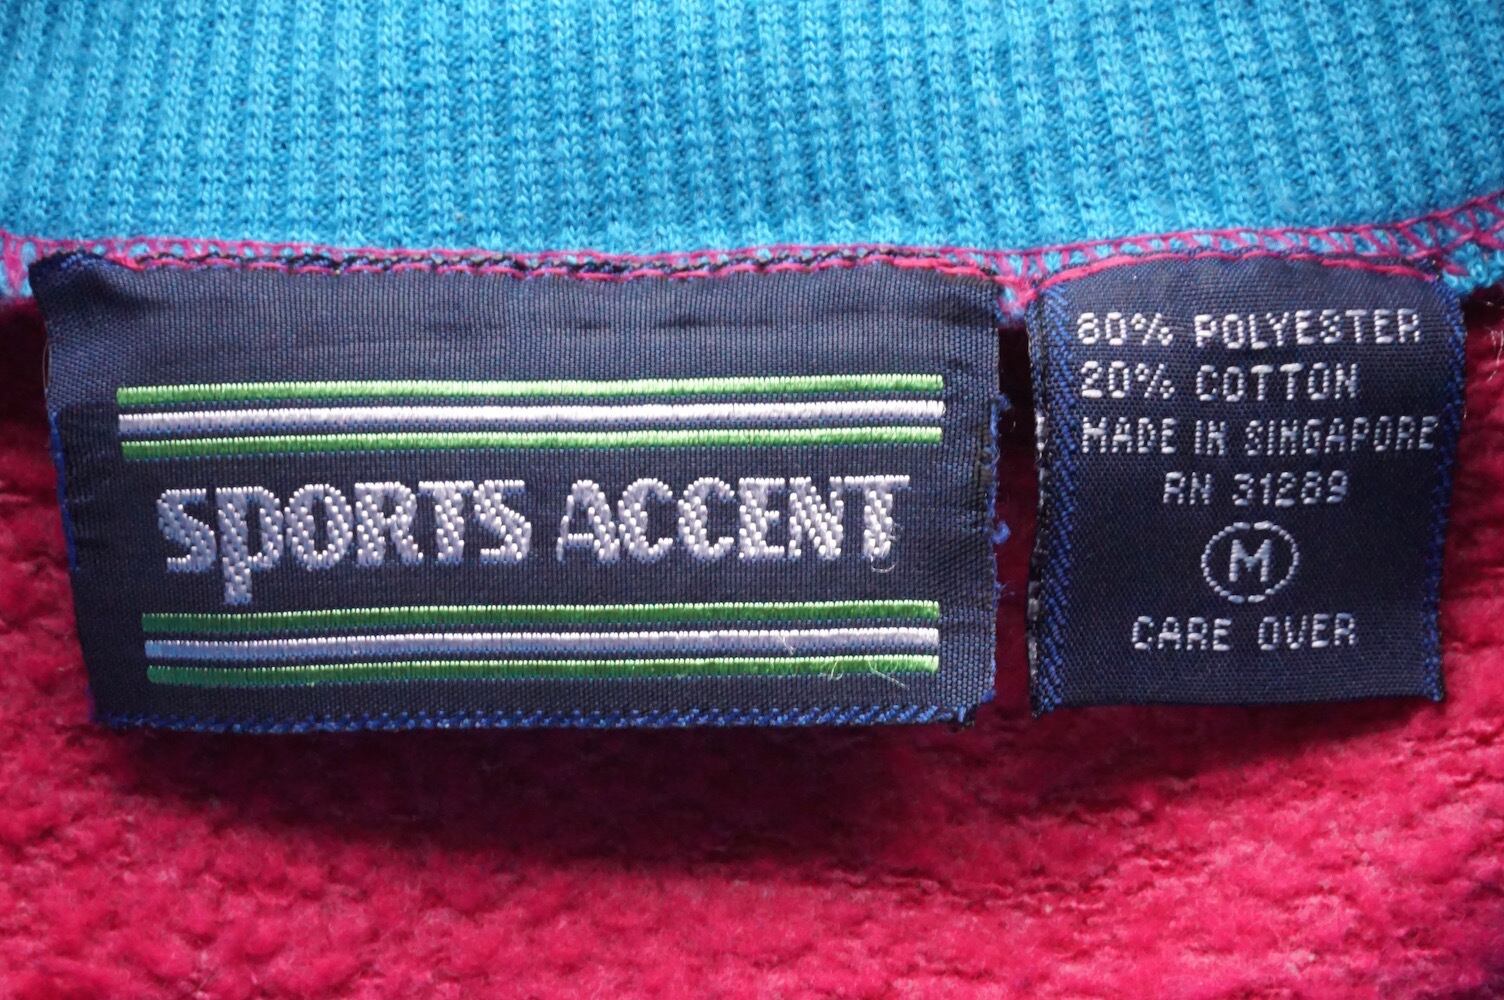 SPORTS ACCENT
80% POLYESTER
20% COTTON
MADE IN SINGAPORE
RN 31289
M
CARE OVER